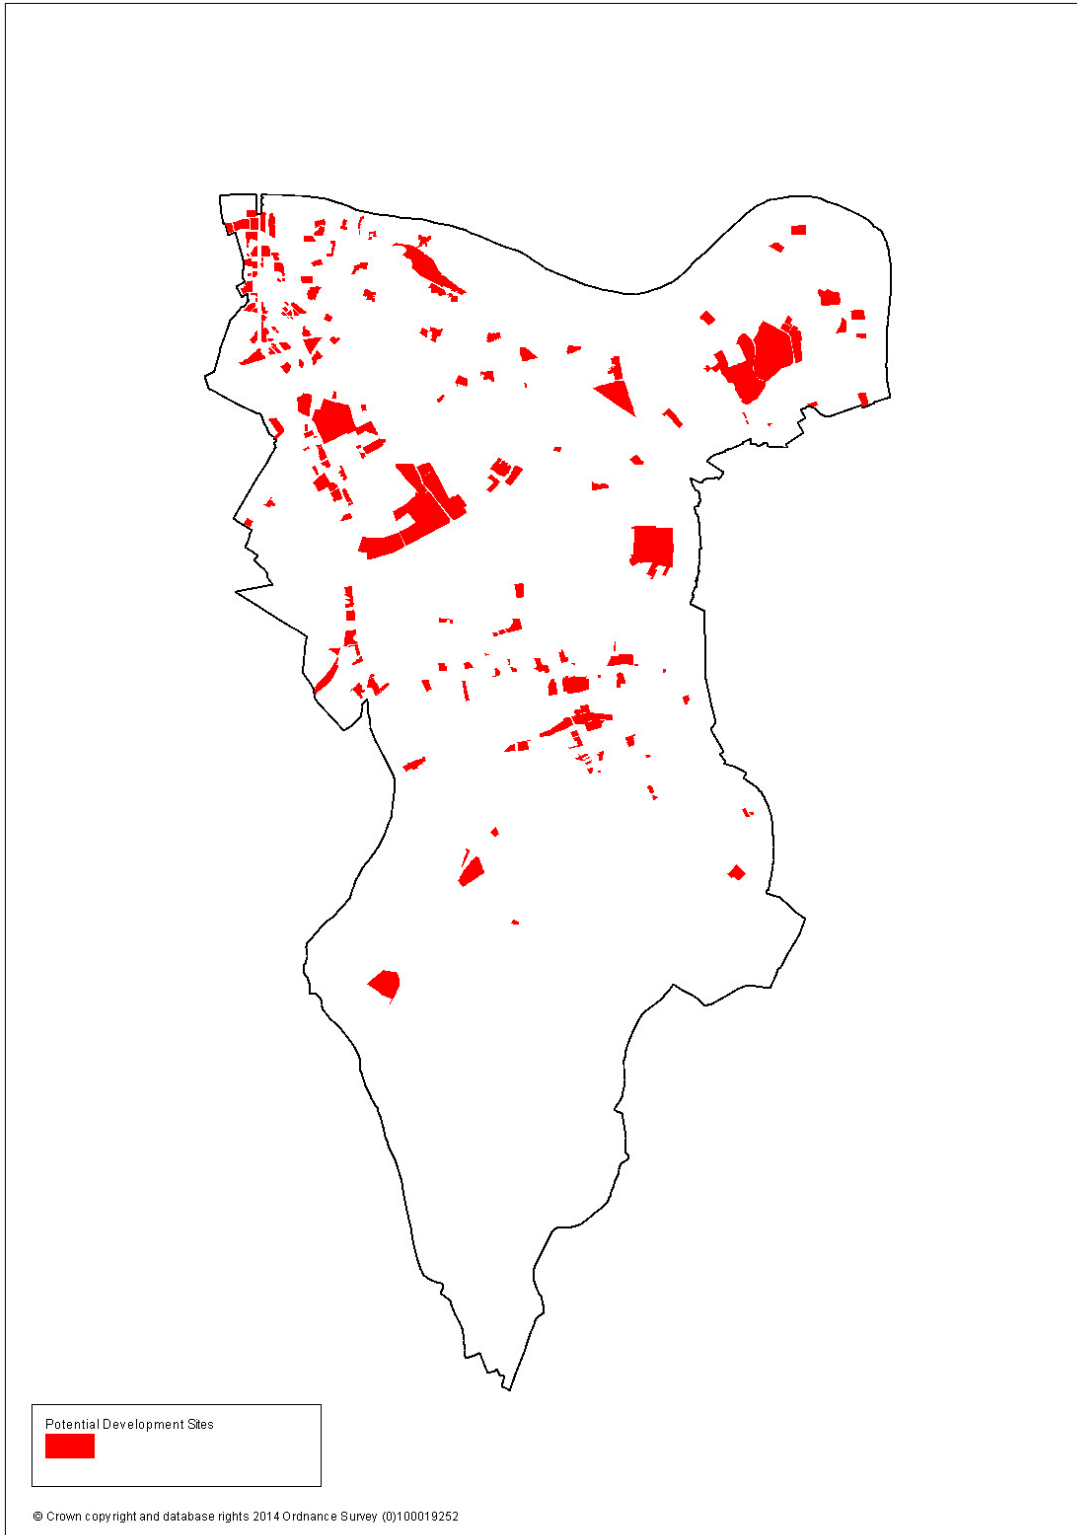 Potential Development Sites
© Crown copyright and database rights 2014 Ordnance Survey (0)100019252